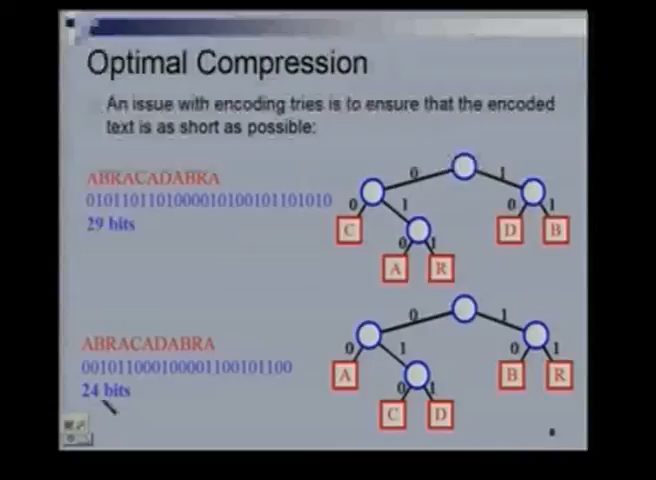 Optimal Compression
An issue with encoding tries is to ensure that the encoded
text is as short as possible:
ABRACADABRA
01011011010000101001011011010
29 bits
0 1
0 1 0 1
C D B
0 1
A R
ABRACADABRA
001011000100001100101100
24 bits
0 1
0 1 0 1
A B R
0 1
C D